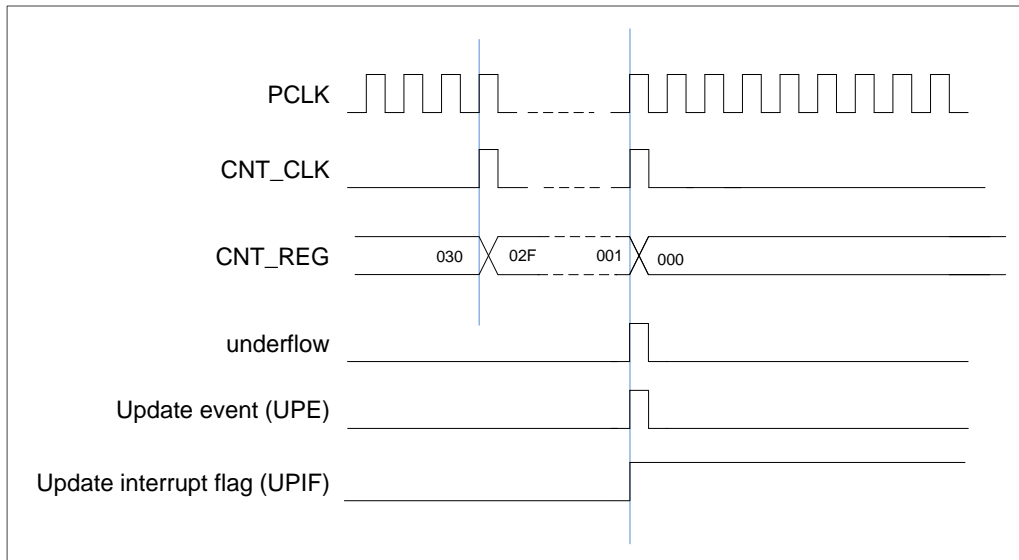 PCLK
CNT_CLK
CNT_REG 030 02F 001 000
underflow
Update event (UPE)
Update interrupt flag (UPIF)